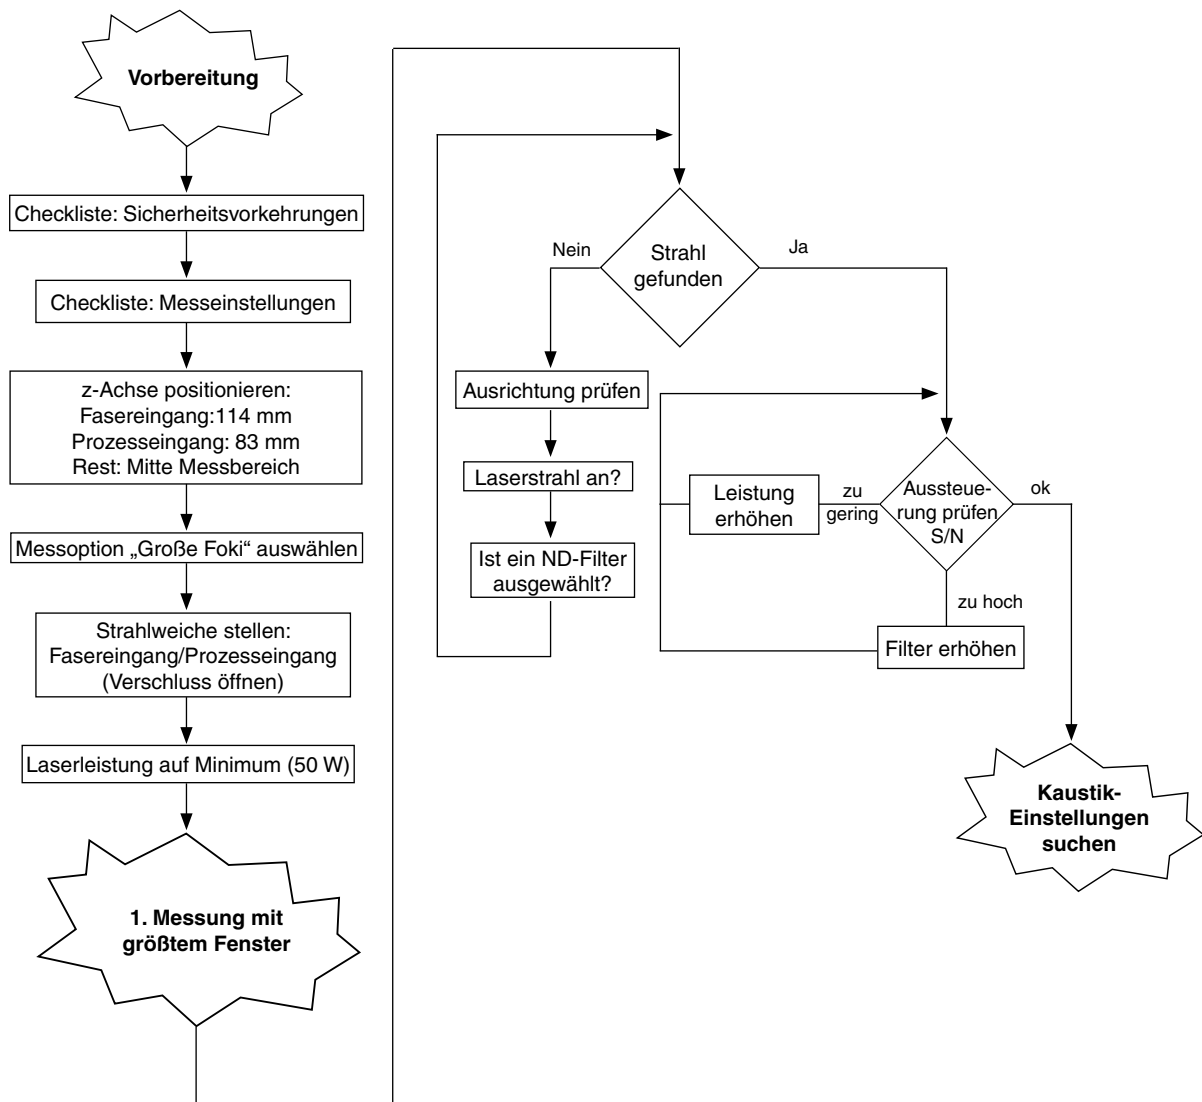 Vorbereitung
Checkliste: Sicherheitsvorkehrungen
Checkliste: Messeinstellungen
z-Achse positionieren:
Fasereingang:114 mm
Prozesseingang: 83 mm
Rest: Mitte Messbereich
Messoption „Große Foki“ auswählen
Strahlweiche stellen:
Fasereingang/Prozesseingang
(Verschluss öffnen)
Laserleistung auf Minimum (50 W)
1. Messung mit
größtem Fenster
Strahl
gefunden
Nein
Ja
Ausrichtung prüfen
Laserstrahl an?
Ist ein ND-Filter
ausgewählt?
Leistung
erhöhen
zu
gering
Aussteue-
rung prüfen
S/N
ok
zu hoch
Filter erhöhen
Kaustik-
Einstellungen
suchen